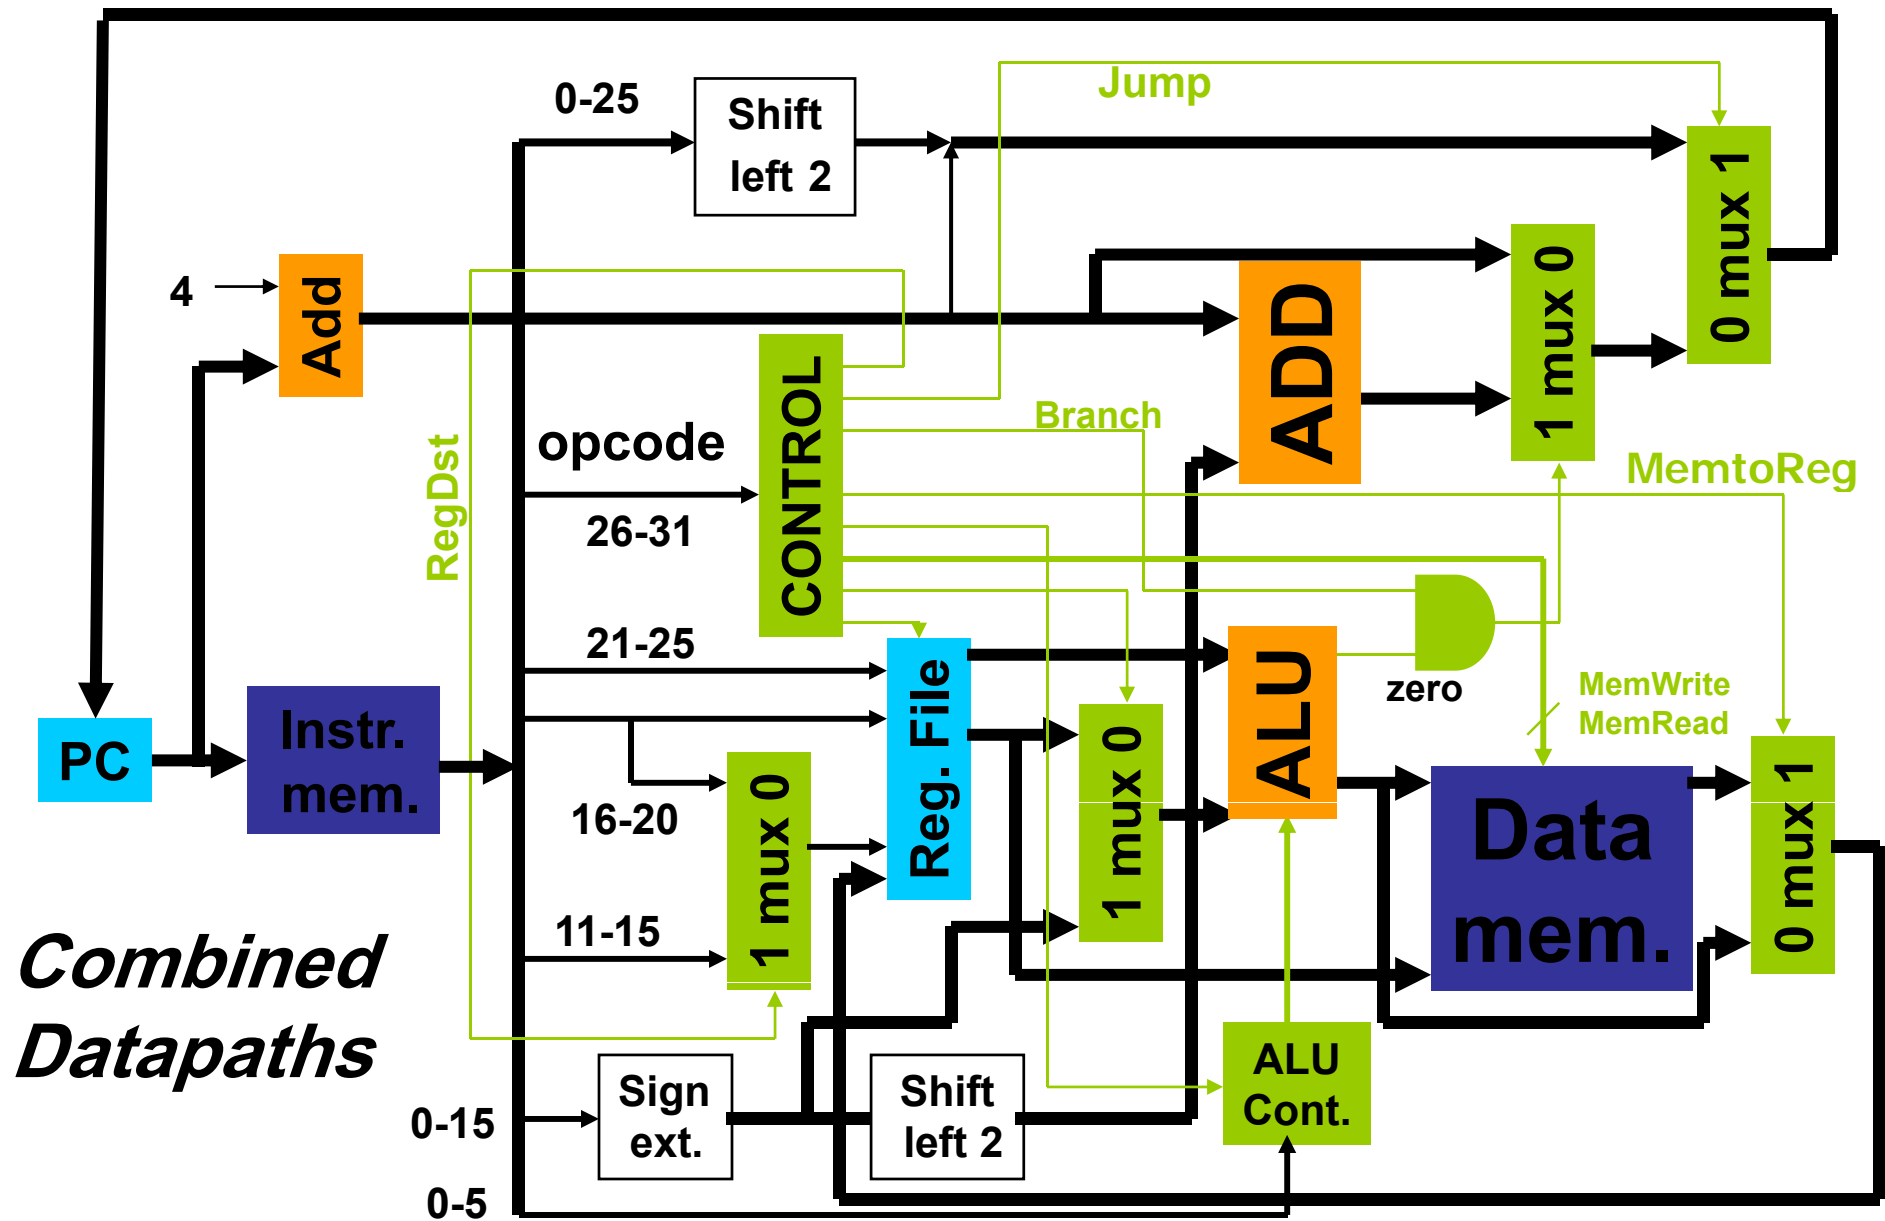 Jump
0-25
Shift
left 2
0 mux 1
4
Add
ADD
1 mux 0
Branch
opcode
CONTROL
RegDst
MemtoReg
26-31
21-25
zero
MemWrite
MemRead
PC
Instr.
mem.
Reg. File
ALU
1 mux 0
1 mux 0
16-20
Data
mem.
0 mux 1
11-15
Combined
Datapaths
Sign
ext.
Shift
left 2
ALU
Cont.
0-15
0-5